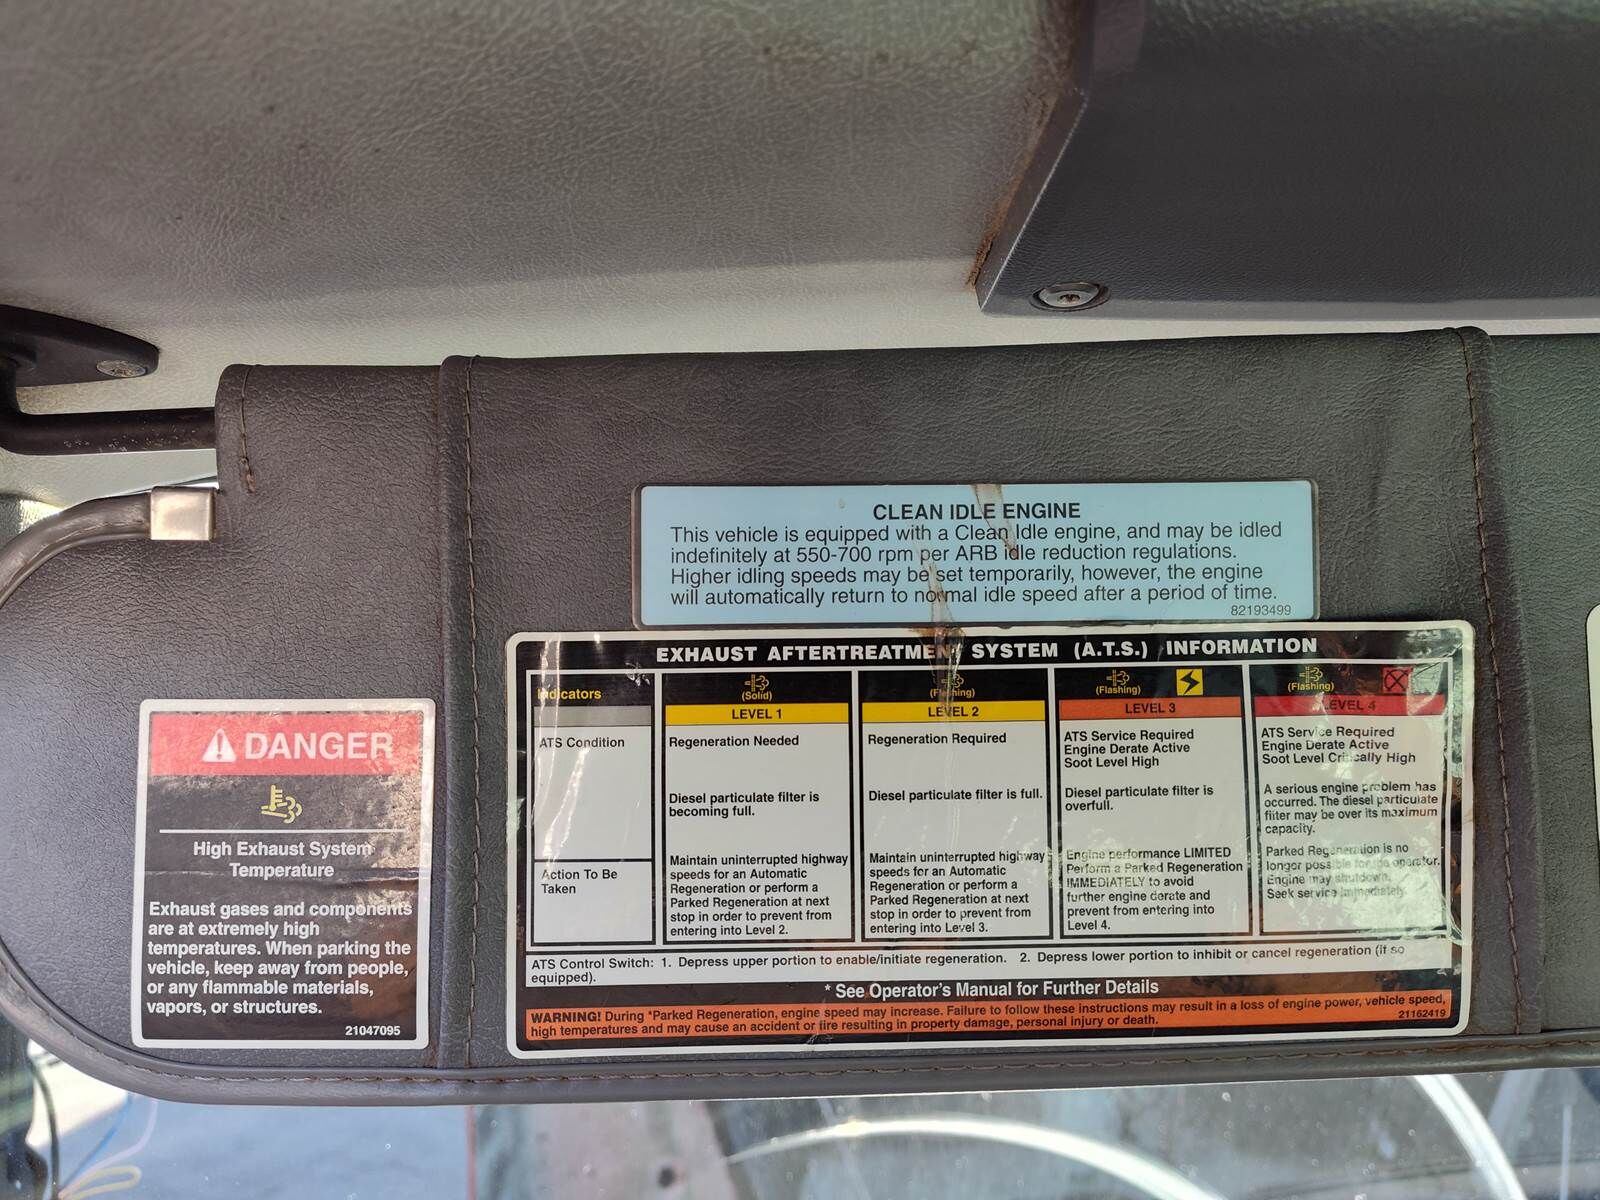 CLEAN IDLE ENGINE
This vehicle is equipped with a Clean Idle engine, and may be idled
indefinitely at 550-700 rpm per ARB idle reduction regulations.
Higher idling speeds may be set temporarily, however, the engine
will automatically return to normal idle speed after a period of time.
82193499
EXHAUST AFTERTREATMENT SYSTEM (A.T.S.) INFORMATION
Indicators
ATS Condition
Action To Be
Taken
(Solid)
LEVEL 1
Regeneration Needed
Diesel particulate filter is
becoming full.
Maintain uninterrupted highway
speeds for an Automatic
Regeneration or perform a
Parked Regeneration at next
stop in order to prevent from
entering into Level 2.
(Flashing)
LEVEL 2
Regeneration Required
Diesel particulate filter is full.
Maintain uninterrupted highway
speeds for an Automatic
Regeneration or perform a
Parked Regeneration at next
stop in order to prevent from
entering into Level 3.
(Flashing)
LEVEL 3
ATS Service Required
Engine Derate Active
Soot Level High
Diesel particulate filter is
overfull.
Engine performance LIMITED
Perform a Parked Regeneration
IMMEDIATELY to avoid
further engine derate and
prevent from entering into
Level 4.
(Flashing)
LEVEL 4
ATS Service Required
Engine Derate Active
Soot Level Critically High
A serious engine problem has
occurred. The diesel particulate
filter may be over its maximum
capacity.
Parked Regeneration is no
longer possible for the operator.
Engine may shutdown.
Seek service immediately.
ATS Control Switch: 1. Depress upper portion to enable/initiate regeneration. 2. Depress lower portion to inhibit or cancel regeneration (if so
equipped).
* See Operator's Manual for Further Details
WARNING! During *Parked Regeneration, engine speed may increase. Failure to follow these instructions may result in a loss of engine power, vehicle speed,
high temperatures and may cause an accident or fire resulting in property damage, personal injury or death.
21162419
DANGER
High Exhaust System
Temperature
Exhaust gases and components
are at extremely high
temperatures. When parking the
vehicle, keep away from people,
or any flammable materials,
vapors, or structures.
21047095